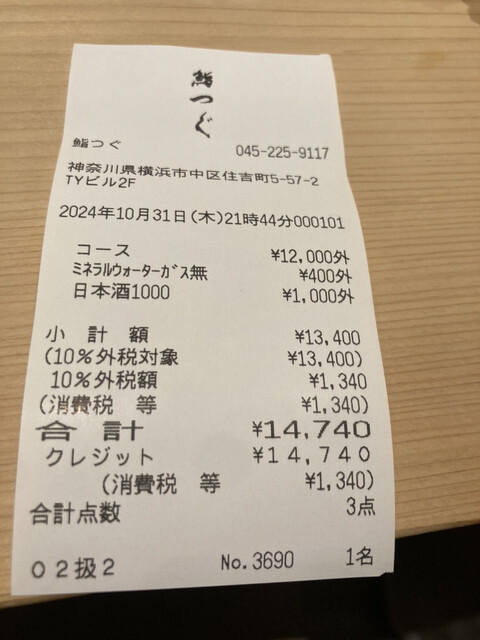 鮨つぐ
鮨つぐ 045-225-9117
神奈川県横浜市中区住吉町5-57-2
TYビル2F
2024年10月31日(木)21時44分000101
コース ¥12,000外
ミネラルウォーターガス無 ¥400外
日本酒1000 ¥1,000外
小計額 ¥13,400
(10%外税対象 ¥13,400)
10%外税額 ¥1,340
(消費税 等 ¥1,340)
合計 ¥14,740
クレジット ¥14,740
(消費税 等 ¥1,340)
合計点数 3点
02扱2 No.3690 1名